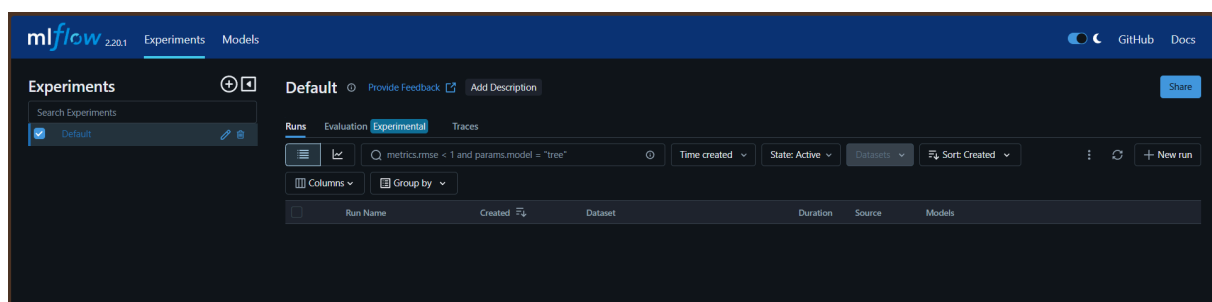 mlflow 2.20.1 Experiments Models GitHub Docs
Experiments
Search Experiments
Default
Default Provide Feedback Add Description Share
Runs Evaluation Experimental Traces
metrics.rmse < 1 and params.model = "tree" Time created State: Active Datasets Sort: Created New run
Columns Group by
Run Name Created Dataset Duration Source Models